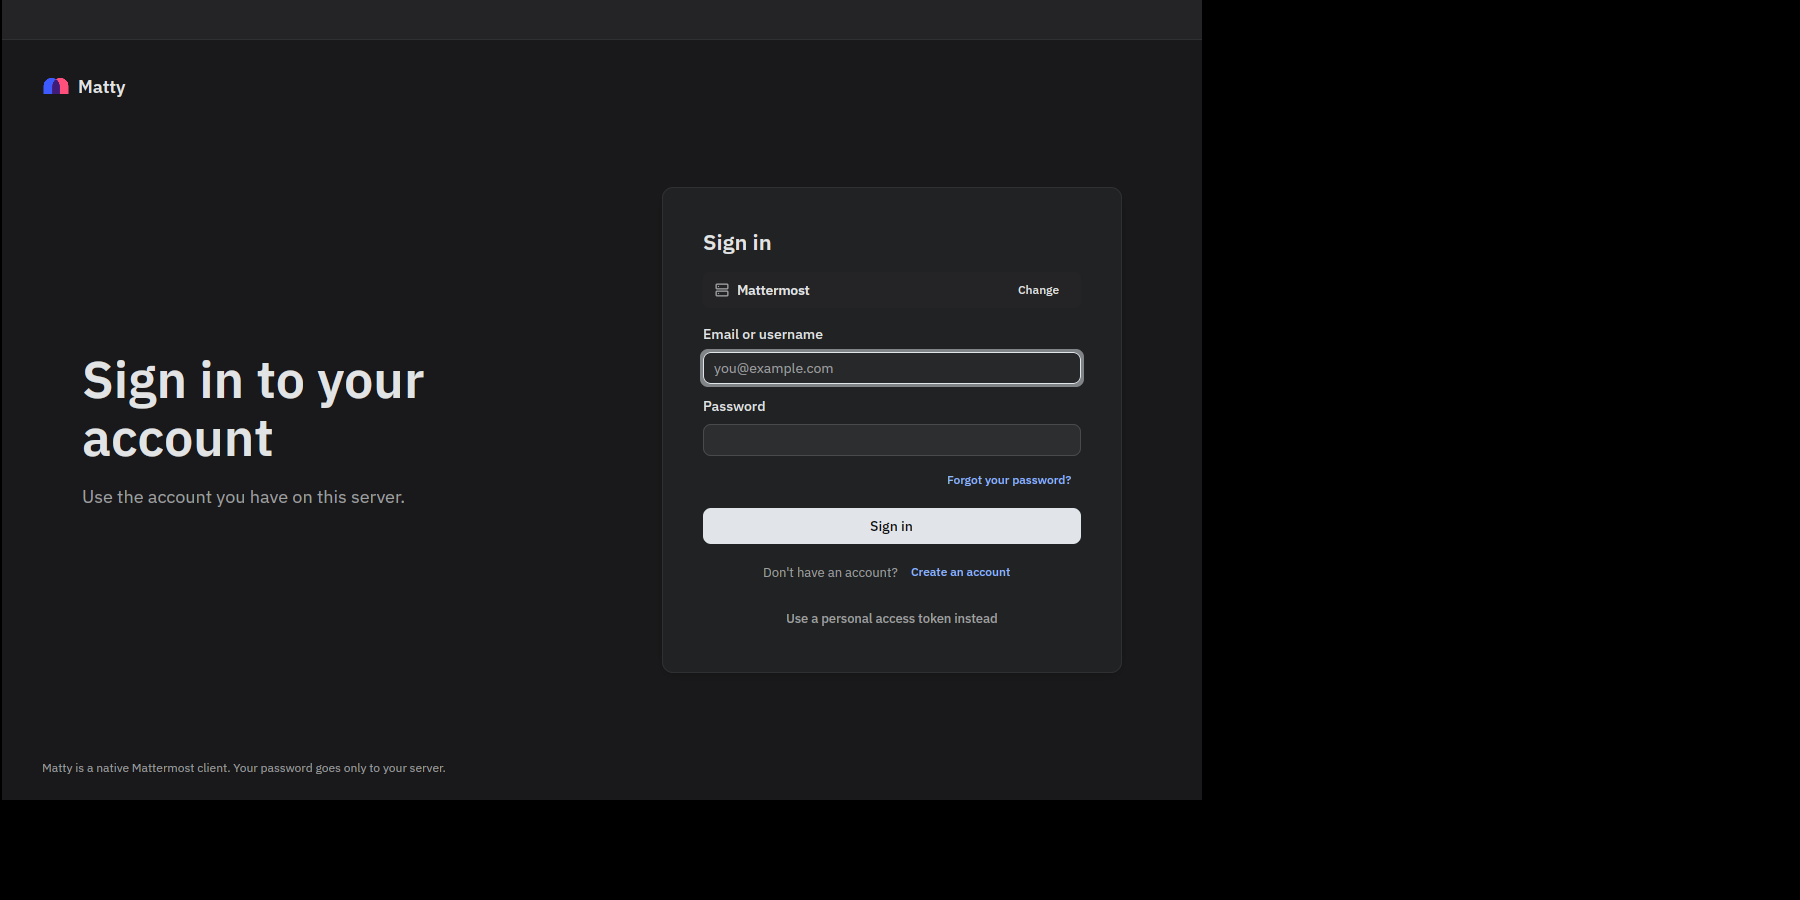 Matty
Sign in to your
account
Use the account you have on this server.
Sign in
Mattermost
Change
Email or username
you@example.com
Password
Forgot your password?
Sign in
Don't have an account? Create an account
Use a personal access token instead
Matty is a native Mattermost client. Your password goes only to your server.